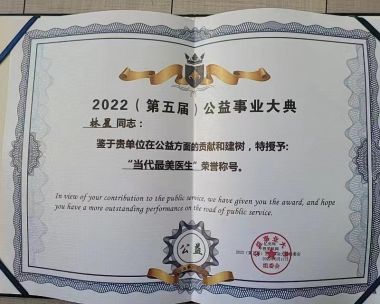 2022（第五届）公益事业大典
林星 同志：
鉴于贵单位在公益方面的贡献和建树，特授予：
“当代最美医生”荣誉称号。
In view of your contribution to the public service, we have given you the award, and hope
you have a more outstanding performance on the road of public service.
公益
组委会